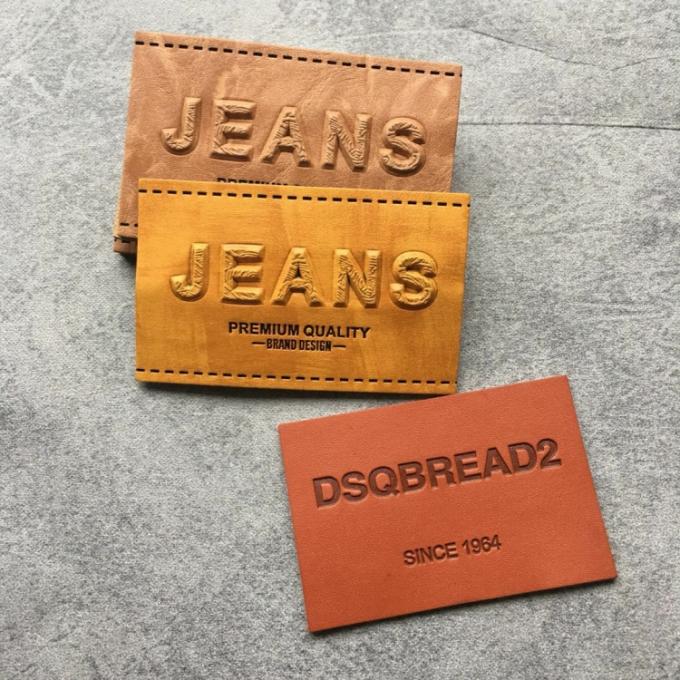 JEANS
JEANS
PREMIUM QUALITY
BRAND DESIGN
DSQBREAD2
SINCE 1964